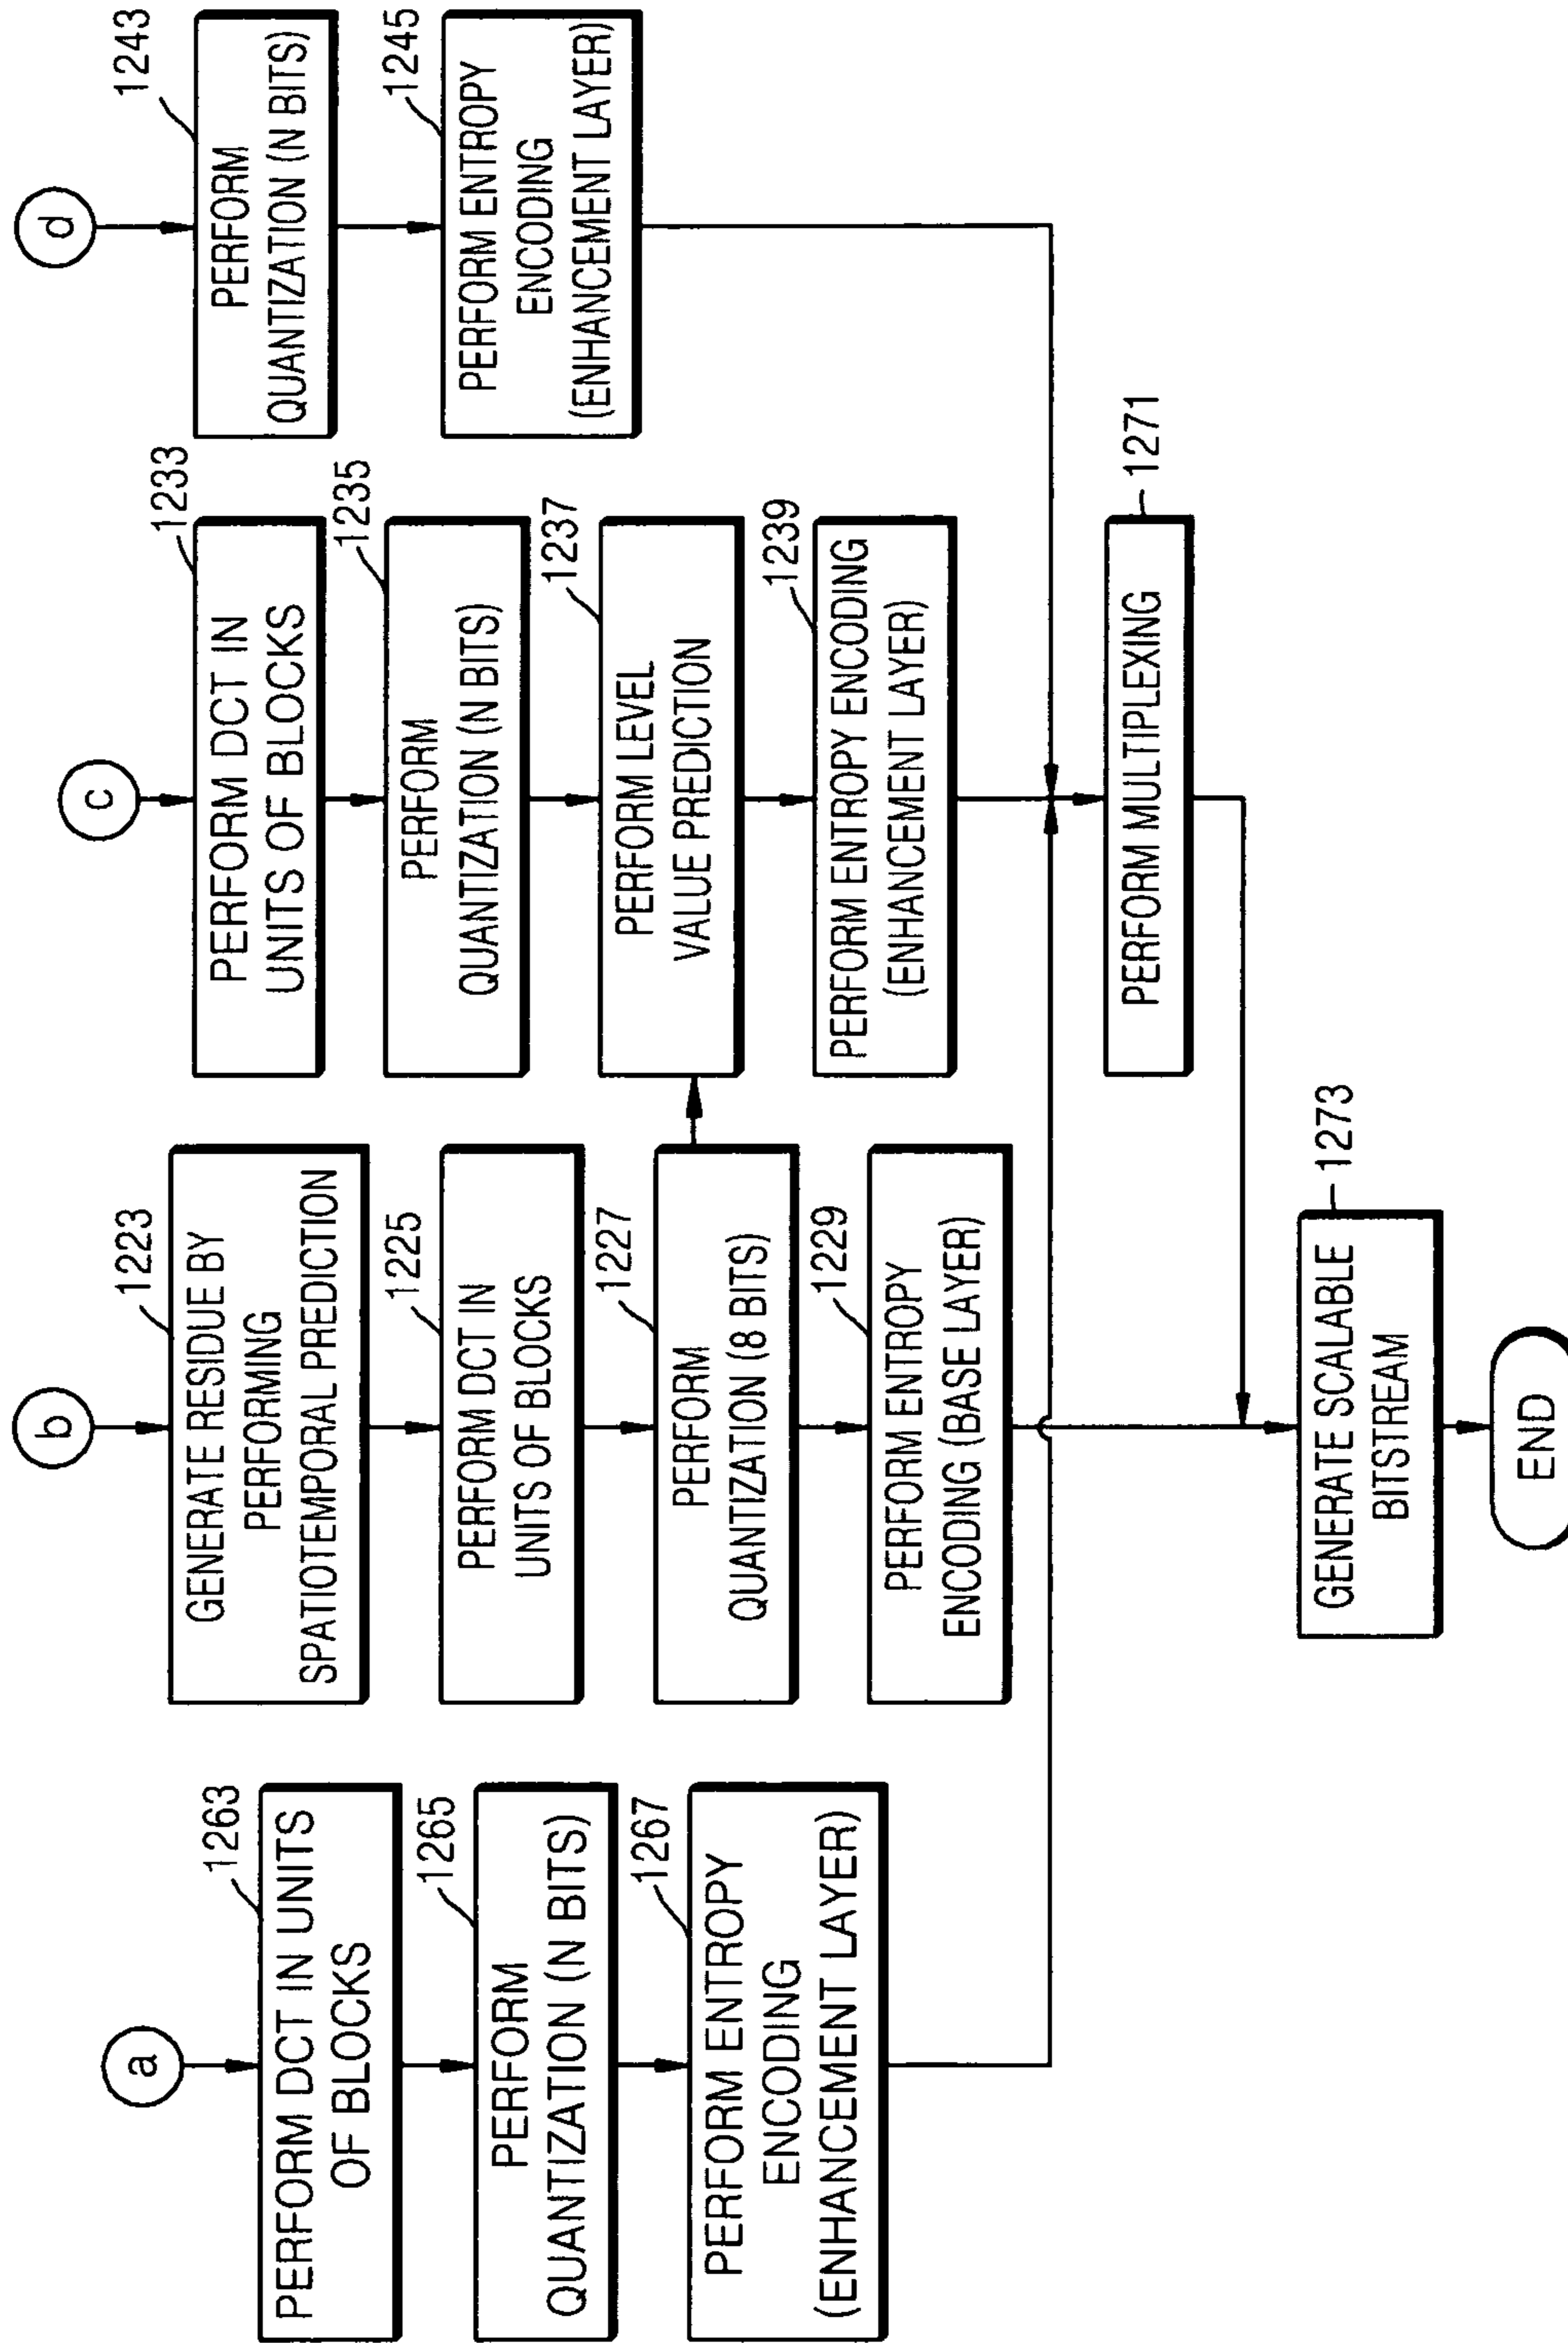 a
1263
PERFORM DCT IN UNITS
OF BLOCKS
1265
PERFORM
QUANTIZATION (N BITS)
1267
PERFORM ENTROPY
ENCODING
(ENHANCEMENT LAYER)
b
1223
GENERATE RESIDUE BY
PERFORMING
SPATIOTEMPORAL PREDICTION
1225
PERFORM DCT IN
UNITS OF BLOCKS
1227
PERFORM
QUANTIZATION (8 BITS)
1229
PERFORM ENTROPY
ENCODING (BASE LAYER)
c
1233
PERFORM DCT IN
UNITS OF BLOCKS
1235
PERFORM
QUANTIZATION (N BITS)
1237
PERFORM LEVEL
VALUE PREDICTION
1239
PERFORM ENTROPY ENCODING
(ENHANCEMENT LAYER)
d
1243
PERFORM
QUANTIZATION (N BITS)
1245
PERFORM ENTROPY
ENCODING
(ENHANCEMENT LAYER)
PERFORM MULTIPLEXING
1271
GENERATE SCALABLE
BITSTREAM
1273
END